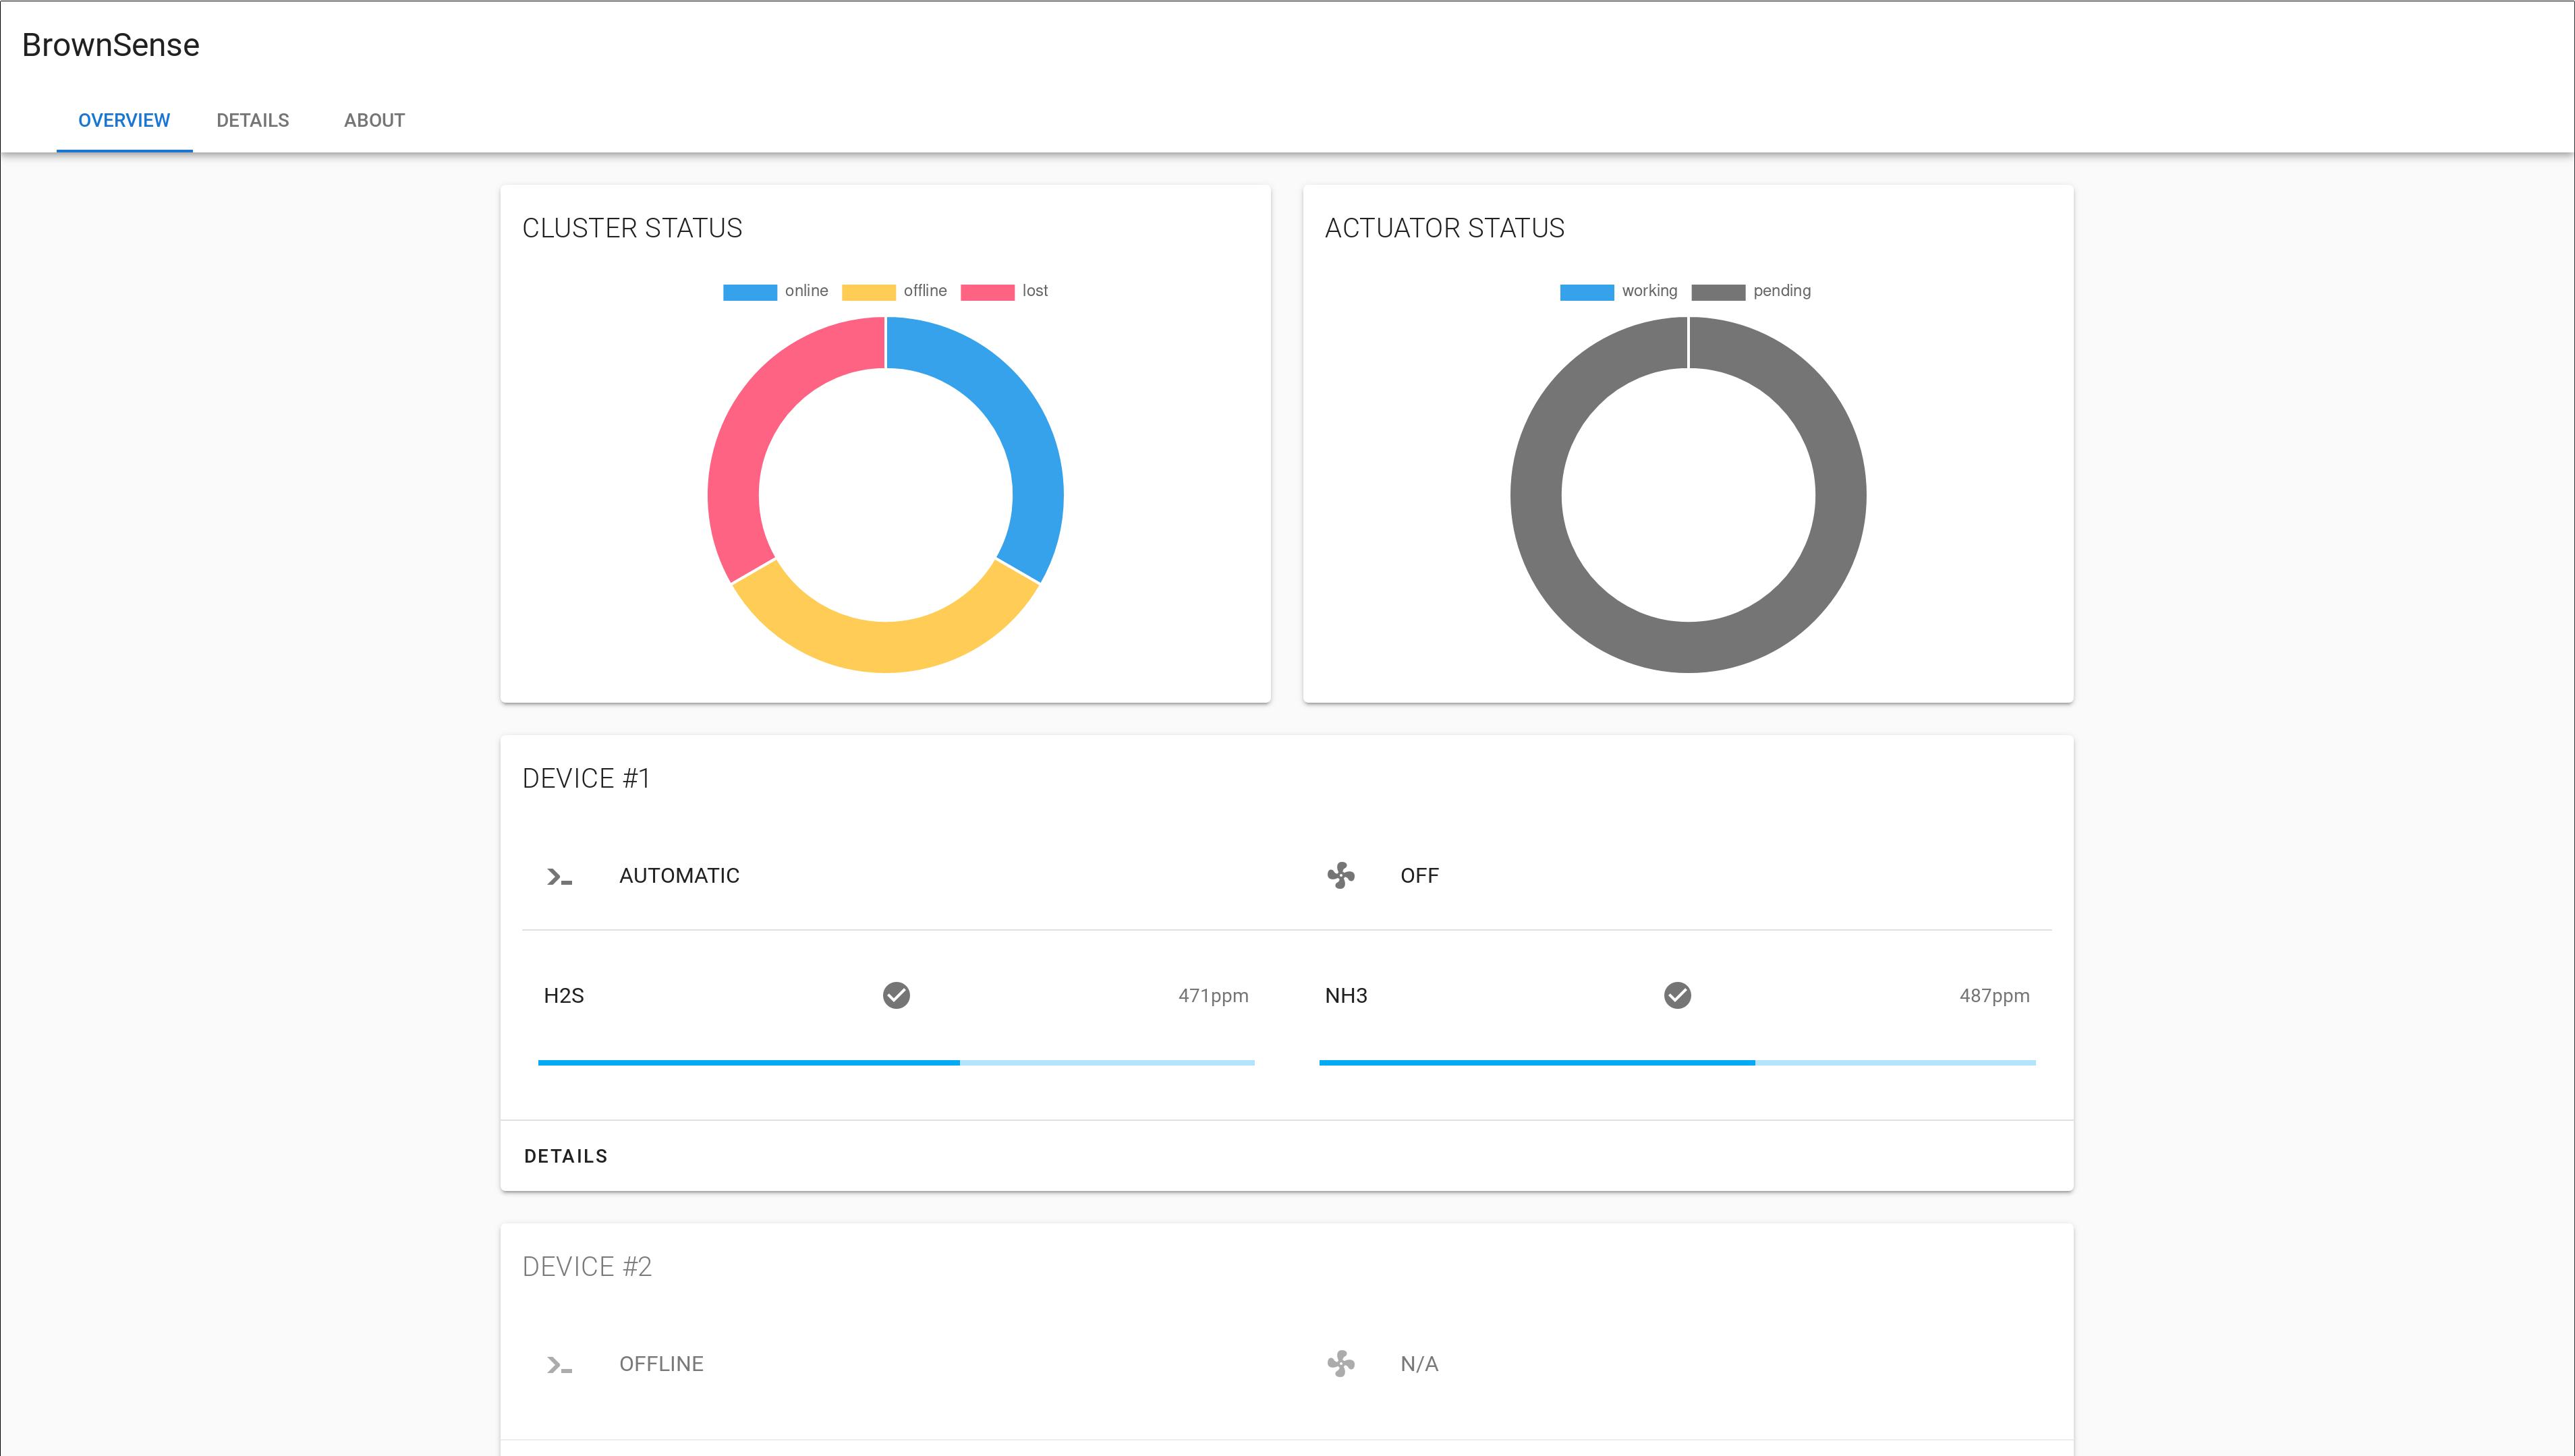 BrownSense
OVERVIEW DETAILS ABOUT
CLUSTER STATUS
online offline lost
ACTUATOR STATUS
working pending
DEVICE #1
AUTOMATIC OFF
H2S 471ppm NH3 487ppm
DETAILS
DEVICE #2
OFFLINE N/A